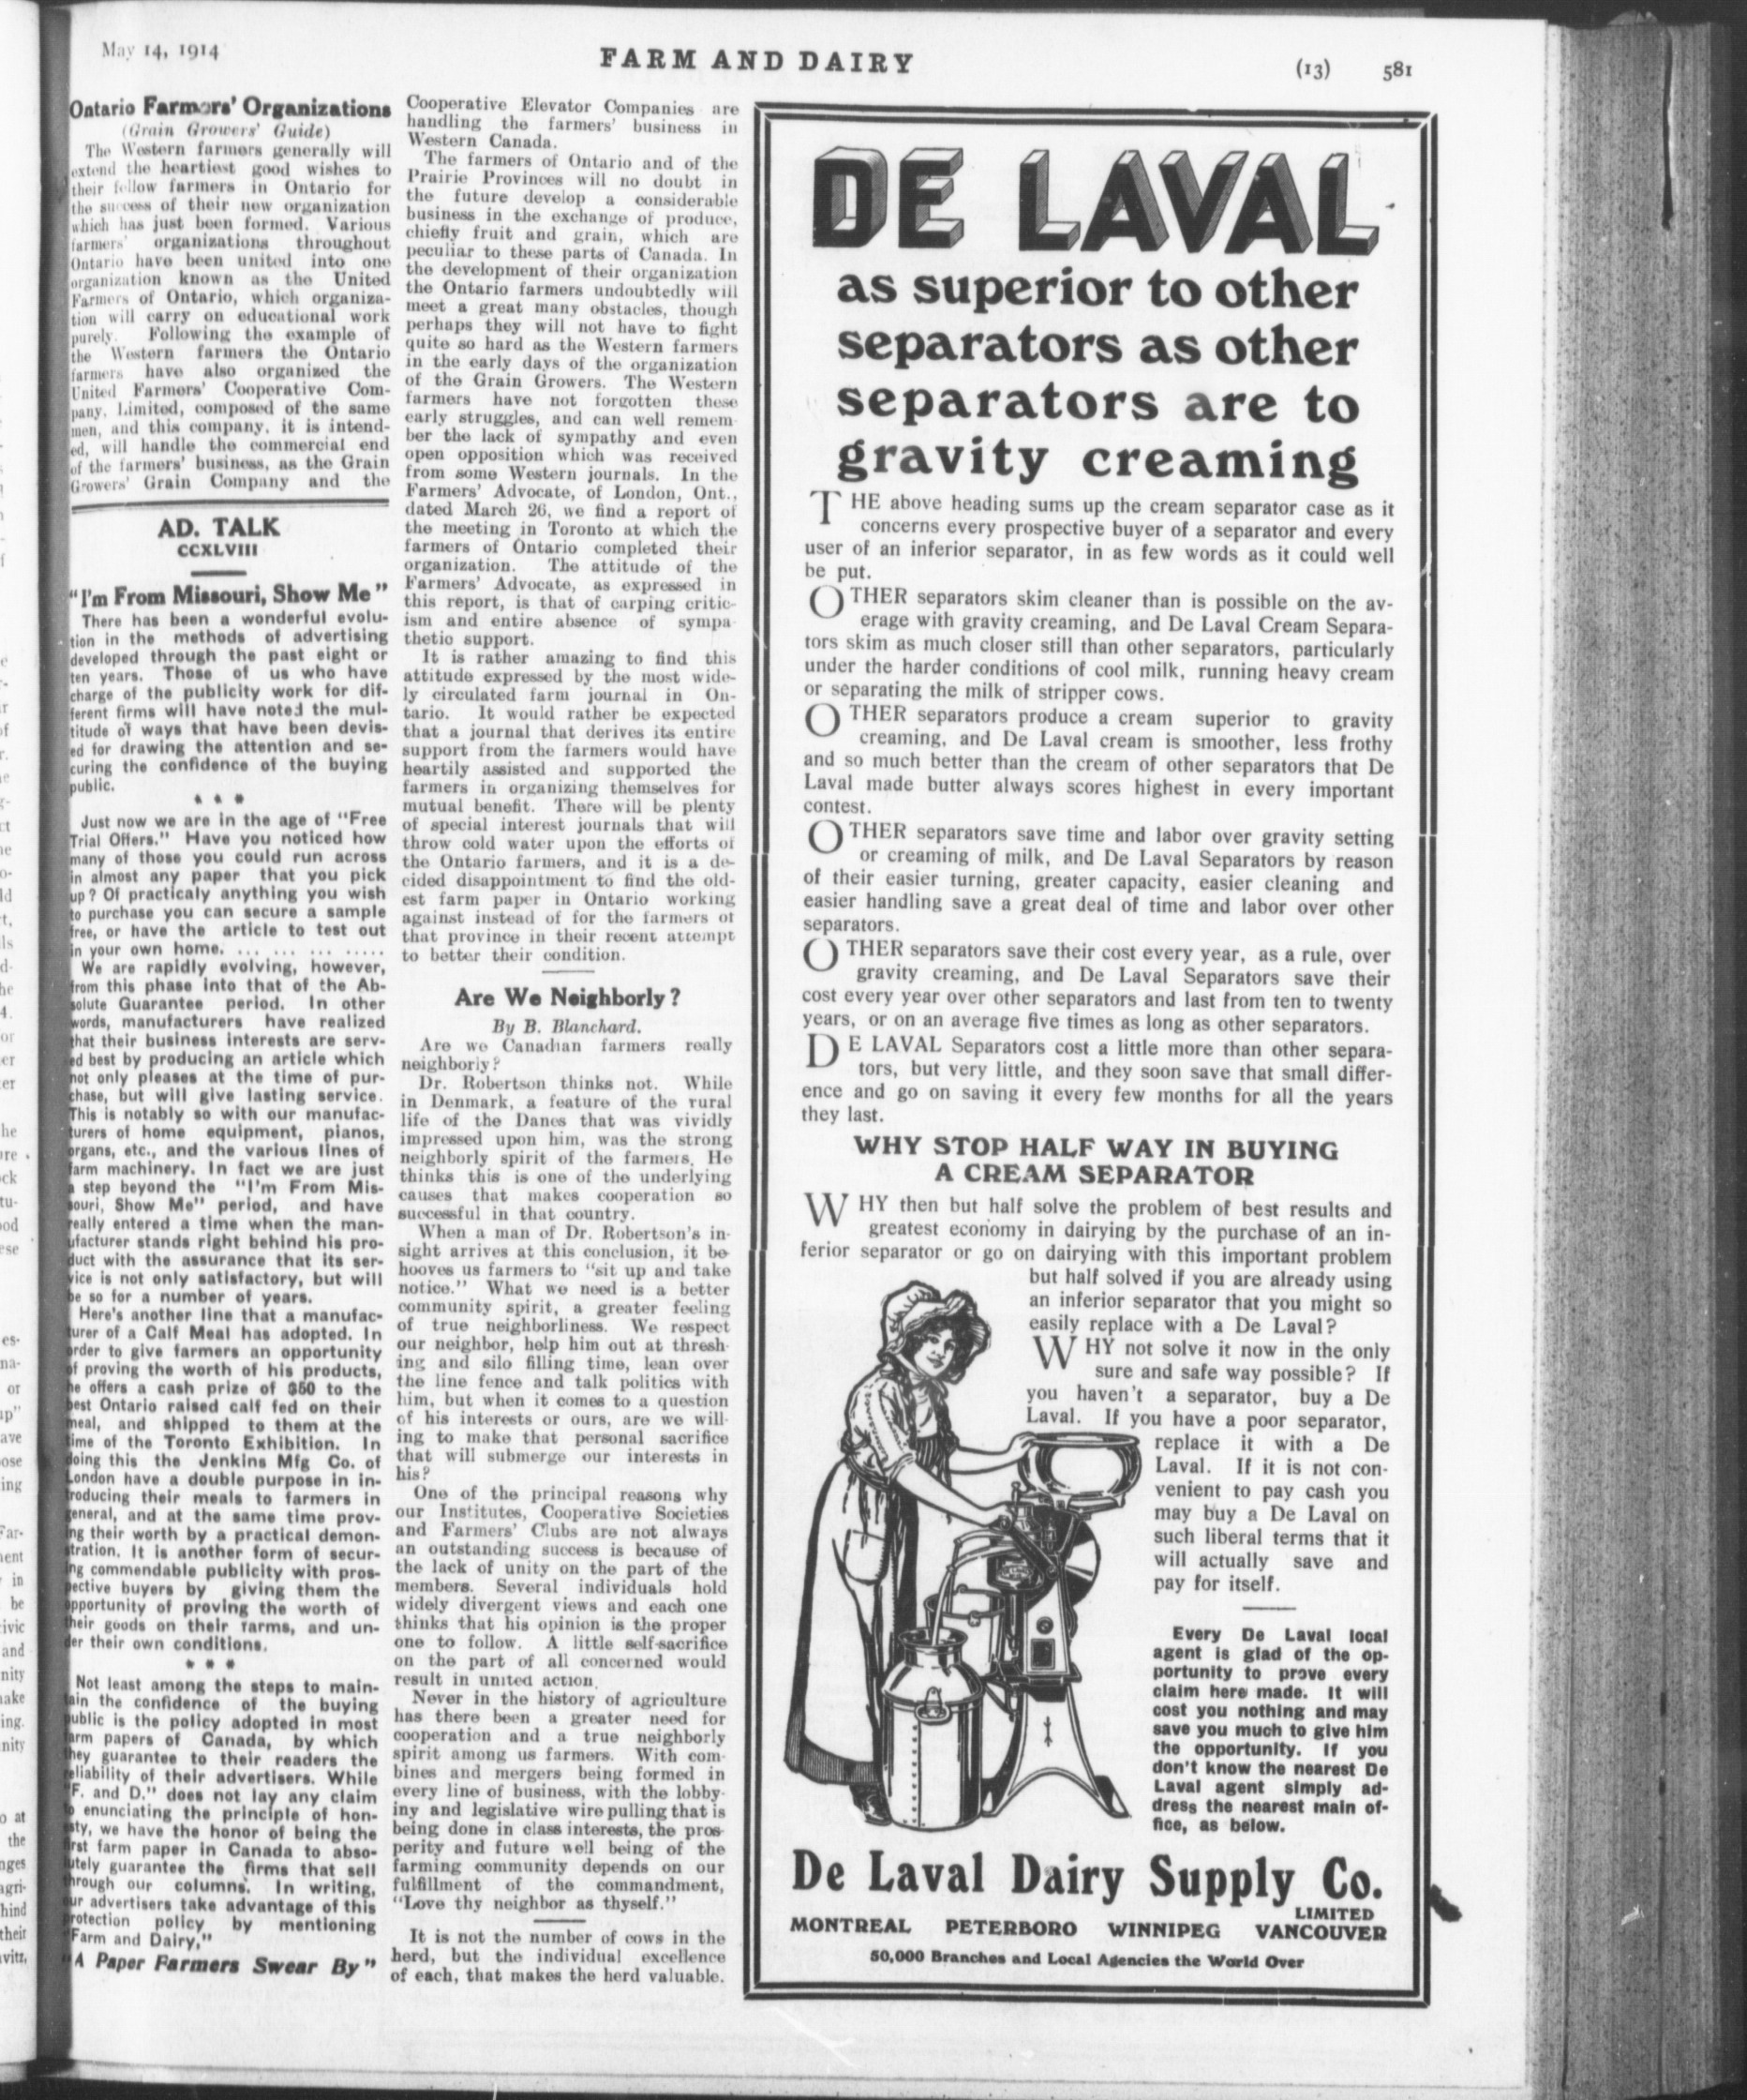 May 14, 1914
FARM AND DAIRY
(13) 581
Ontario Farmers' Organizations
(Grain Growers' Guide)
The Western farmers generally will
extend the heartiest good wishes to
their fellow farmers in Ontario for
the success of their new organization
which has just been formed. Various
farmers' organizations throughout
Ontario have been united into one
organization known as the United
Farmers of Ontario, which organiza-
tion will carry on educational work
purely. Following the example of
the Western farmers the Ontario
farmers have also organized the
United Farmers' Cooperative Com-
pany, Limited, composed of the same
men, and this company, it is intend-
ed, will handle the commercial end
of the farmers' business, as the Grain
Growers' Grain Company and the
Cooperative Elevator Companies are
handling the farmers' business in
Western Canada.
The farmers of Ontario and of the
Prairie Provinces will no doubt in
the future develop a considerable
business in the exchange of produce,
chiefly fruit and grain, which are
peculiar to these parts of Canada. In
the development of their organization
the Ontario farmers undoubtedly will
meet a great many obstacles, though
perhaps they will not have to fight
quite so hard as the Western farmers
in the early days of the organization
of the Grain Growers. The Western
farmers have not forgotten these
early struggles, and can well remem-
ber the lack of sympathy and even
open opposition which was received
from some Western journals. In the
Farmers' Advocate, of London, Ont.,
dated March 26, we find a report of
the meeting in Toronto at which the
farmers of Ontario completed their
organization. The attitude of the
Farmers' Advocate, as expressed in
this report, is that of carping critic-
ism and entire absence of sympa
thetic support.
It is rather amazing to find this
attitude expressed by the most wide-
ly circulated farm journal in On-
tario. It would rather be expected
that a journal that derives its entire
support from the farmers would have
heartily assisted and supported the
farmers in organizing themselves for
mutual benefit. There will be plenty
of special interest journals that will
throw cold water upon the efforts of
the Ontario farmers, and it is a de-
cided disappointment to find the old-
est farm paper in Ontario working
against instead of for the farmers of
that province in their recent attempt
to better their condition.
AD. TALK
CCXLVIII
"I'm From Missouri, Show Me"
There has been a wonderful evolu-
tion in the methods of advertising
developed through the past eight or
ten years. Those of us who have
charge of the publicity work for dif-
ferent firms will have noted the mul-
titude of ways that have been devis-
ed for drawing the attention and se-
curing the confidence of the buying
public.
* * *
Just now we are in the age of "Free
Trial Offers." Have you noticed how
many of those you could run across
in almost any paper that you pick
up? Of practicaly anything you wish
to purchase you can secure a sample
free, or have the article to test out
in your own home. ... ... ... .....
We are rapidly evolving, however,
from this phase into that of the Ab-
solute Guarantee period. In other
words, manufacturers have realized
that their business interests are serv-
ed best by producing an article which
not only pleases at the time of pur-
chase, but will give lasting service.
This is notably so with our manufac-
turers of home equipment, pianos,
organs, etc., and the various lines of
farm machinery. In fact we are just
a step beyond the "I'm From Mis-
souri, Show Me" period, and have
really entered a time when the man-
ufacturer stands right behind his pro-
duct with the assurance that its ser-
vice is not only satisfactory, but will
be so for a number of years.
Here's another line that a manufac-
turer of a Calf Meal has adopted. In
order to give farmers an opportunity
of proving the worth of his products,
he offers a cash prize of $50 to the
best Ontario raised calf fed on their
meal, and shipped to them at the
time of the Toronto Exhibition. In
doing this the Jenkins Mfg Co. of
London have a double purpose in in-
troducing their meals to farmers in
general, and at the same time prov-
ing their worth by a practical demon-
stration. It is another form of secur-
ing commendable publicity with pros-
pective buyers by giving them the
opportunity of proving the worth of
their goods on their farms, and un-
der their own conditions.
* * *
Not least among the steps to main-
tain the confidence of the buying
public is the policy adopted in most
farm papers of Canada, by which
they guarantee to their readers the
reliability of their advertisers. While
"F. and D." does not lay any claim
to enunciating the principle of hon-
esty, we have the honor of being the
first farm paper in Canada to abso-
lutely guarantee the firms that sell
through our columns. In writing,
our advertisers take advantage of this
protection policy by mentioning
"Farm and Dairy,"
"A Paper Farmers Swear By"
Are We Neighborly?
By B. Blanchard.
Are we Canadian farmers really
neighborly?
Dr. Robertson thinks not. While
in Denmark, a feature of the rural
life of the Danes that was vividly
impressed upon him, was the strong
neighborly spirit of the farmers. He
thinks this is one of the underlying
causes that makes cooperation so
successful in that country.
When a man of Dr. Robertson's in-
sight arrives at this conclusion, it be-
hooves us farmers to "sit up and take
notice." What we need is a better
community spirit, a greater feeling
of true neighborliness. We respect
our neighbor, help him out at thresh-
ing and silo filling time, lean over
the line fence and talk politics with
him, but when it comes to a question
of his interests or ours, are we will-
ing to make that personal sacrifice
that will submerge our interests in
his?
One of the principal reasons why
our Institutes, Cooperative Societies
and Farmers' Clubs are not always
an outstanding success is because of
the lack of unity on the part of the
members. Several individuals hold
widely divergent views and each one
thinks that his opinion is the proper
one to follow. A little self-sacrifice
on the part of all concerned would
result in united action.
Never in the history of agriculture
has there been a greater need for
cooperation and a true neighborly
spirit among us farmers. With com-
bines and mergers being formed in
every line of business, with the lobby-
iny and legislative wire pulling that is
being done in class interests, the pros-
perity and future well being of the
farming community depends on our
fulfillment of the commandment,
"Love thy neighbor as thyself."
It is not the number of cows in the
herd, but the individual excellence
of each, that makes the herd valuable.
DE LAVAL
as superior to other
separators as other
separators are to
gravity creaming
THE above heading sums up the cream separator case as it
concerns every prospective buyer of a separator and every
user of an inferior separator, in as few words as it could well
be put.
OTHER separators skim cleaner than is possible on the av-
erage with gravity creaming, and De Laval Cream Separa-
tors skim as much closer still than other separators, particularly
under the harder conditions of cool milk, running heavy cream
or separating the milk of stripper cows.
OTHER separators produce a cream superior to gravity
creaming, and De Laval cream is smoother, less frothy
and so much better than the cream of other separators that De
Laval made butter always scores highest in every important
contest.
OTHER separators save time and labor over gravity setting
or creaming of milk, and De Laval Separators by reason
of their easier turning, greater capacity, easier cleaning and
easier handling save a great deal of time and labor over other
separators.
OTHER separators save their cost every year, as a rule, over
gravity creaming, and De Laval Separators save their
cost every year over other separators and last from ten to twenty
years, or on an average five times as long as other separators.
DE LAVAL Separators cost a little more than other separa-
tors, but very little, and they soon save that small differ-
ence and go on saving it every few months for all the years
they last.
WHY STOP HALF WAY IN BUYING
A CREAM SEPARATOR
WHY then but half solve the problem of best results and
greatest economy in dairying by the purchase of an in-
ferior separator or go on dairying with this important problem
but half solved if you are already using
an inferior separator that you might so
easily replace with a De Laval?
WHY not solve it now in the only
sure and safe way possible? If
you haven't a separator, buy a De
Laval. If you have a poor separator,
replace it with a De
Laval. If it is not con-
venient to pay cash you
may buy a De Laval on
such liberal terms that it
will actually save and
pay for itself.
Every De Laval local
agent is glad of the op-
portunity to prove every
claim here made. It will
cost you nothing and may
save you much to give him
the opportunity. If you
don't know the nearest De
Laval agent simply ad-
dress the nearest main of-
fice, as below.
De Laval Dairy Supply Co.
LIMITED
MONTREAL PETERBORO WINNIPEG VANCOUVER
50,000 Branches and Local Agencies the World Over